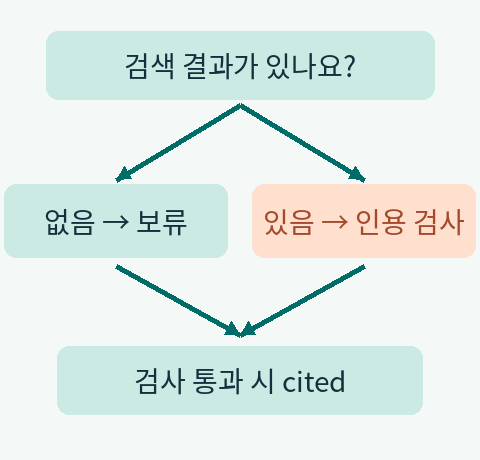 검색 결과가 있나요?
없음 → 보류
있음 → 인용 검사
검사 통과 시 cited